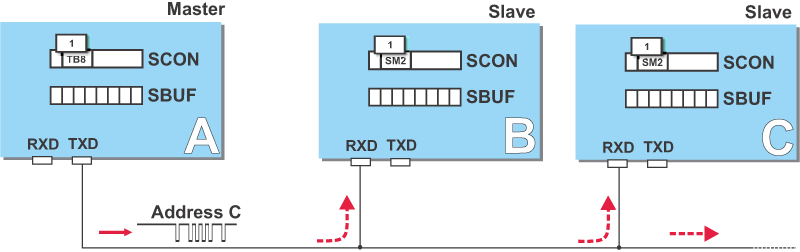 Master
1
TB8
SCON
SBUF
A
RXD
TXD
Slave
1
SM2
SCON
SBUF
B
RXD
TXD
Slave
1
SM2
SCON
SBUF
C
RXD
TXD
Address C